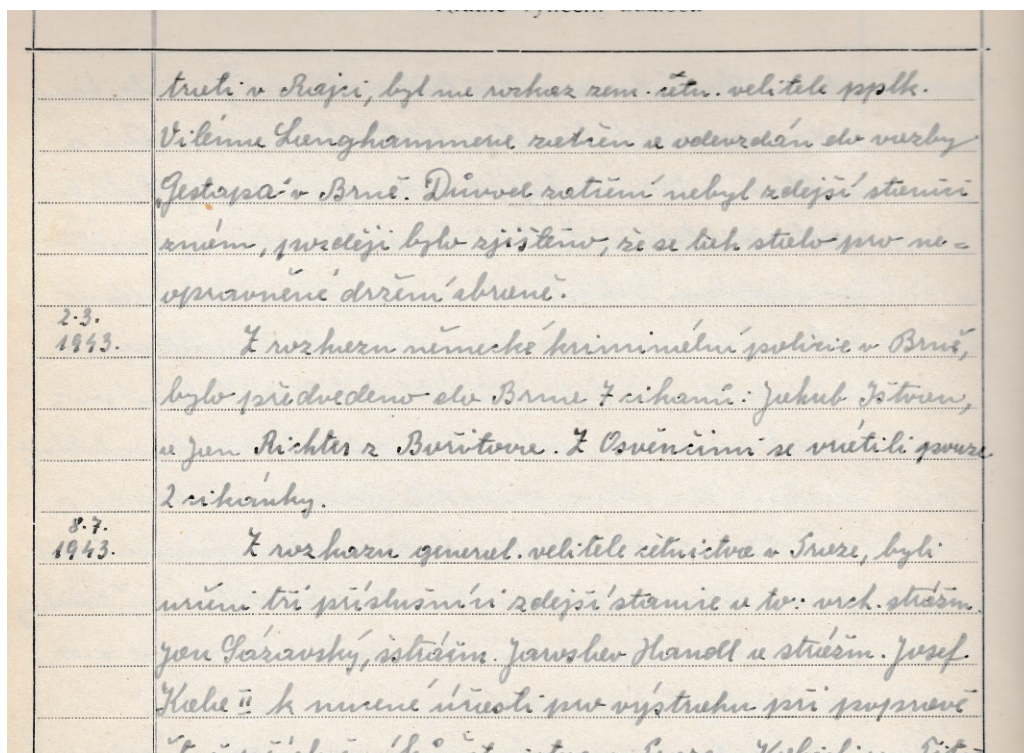 trati v Rajci, byl na rozkaz zem. četn. velitele pplk.
Viléma Langhammera zatčen a odevzdán do vazby
„Gestapa“ v Brně. Důvod zatčení nebyl zdejší stanici
znám, později bylo zjištěno, že se tak stalo pro ne=
oprávněné držení zbraně.
2.3.
1943.
Z rozkazu německé kriminální policie v Brně,
bylo předvedeno do Brna 7 cikánů: Jakub Ištvan,
a Jan Richter z Bořitova. Z Osvěnčimi se vrátili pouze
2 cikánky.
8.7.
1943.
Z rozkazu general. velitele četnictva v Praze, byli
určeni tři příslušníci zdejší stanice a to: vrch. strážm.
Jan Sázavský, šstrážm. Jaroslav Handl a strážm. Josef
II k nucené účasti pro výstrahu při popravě